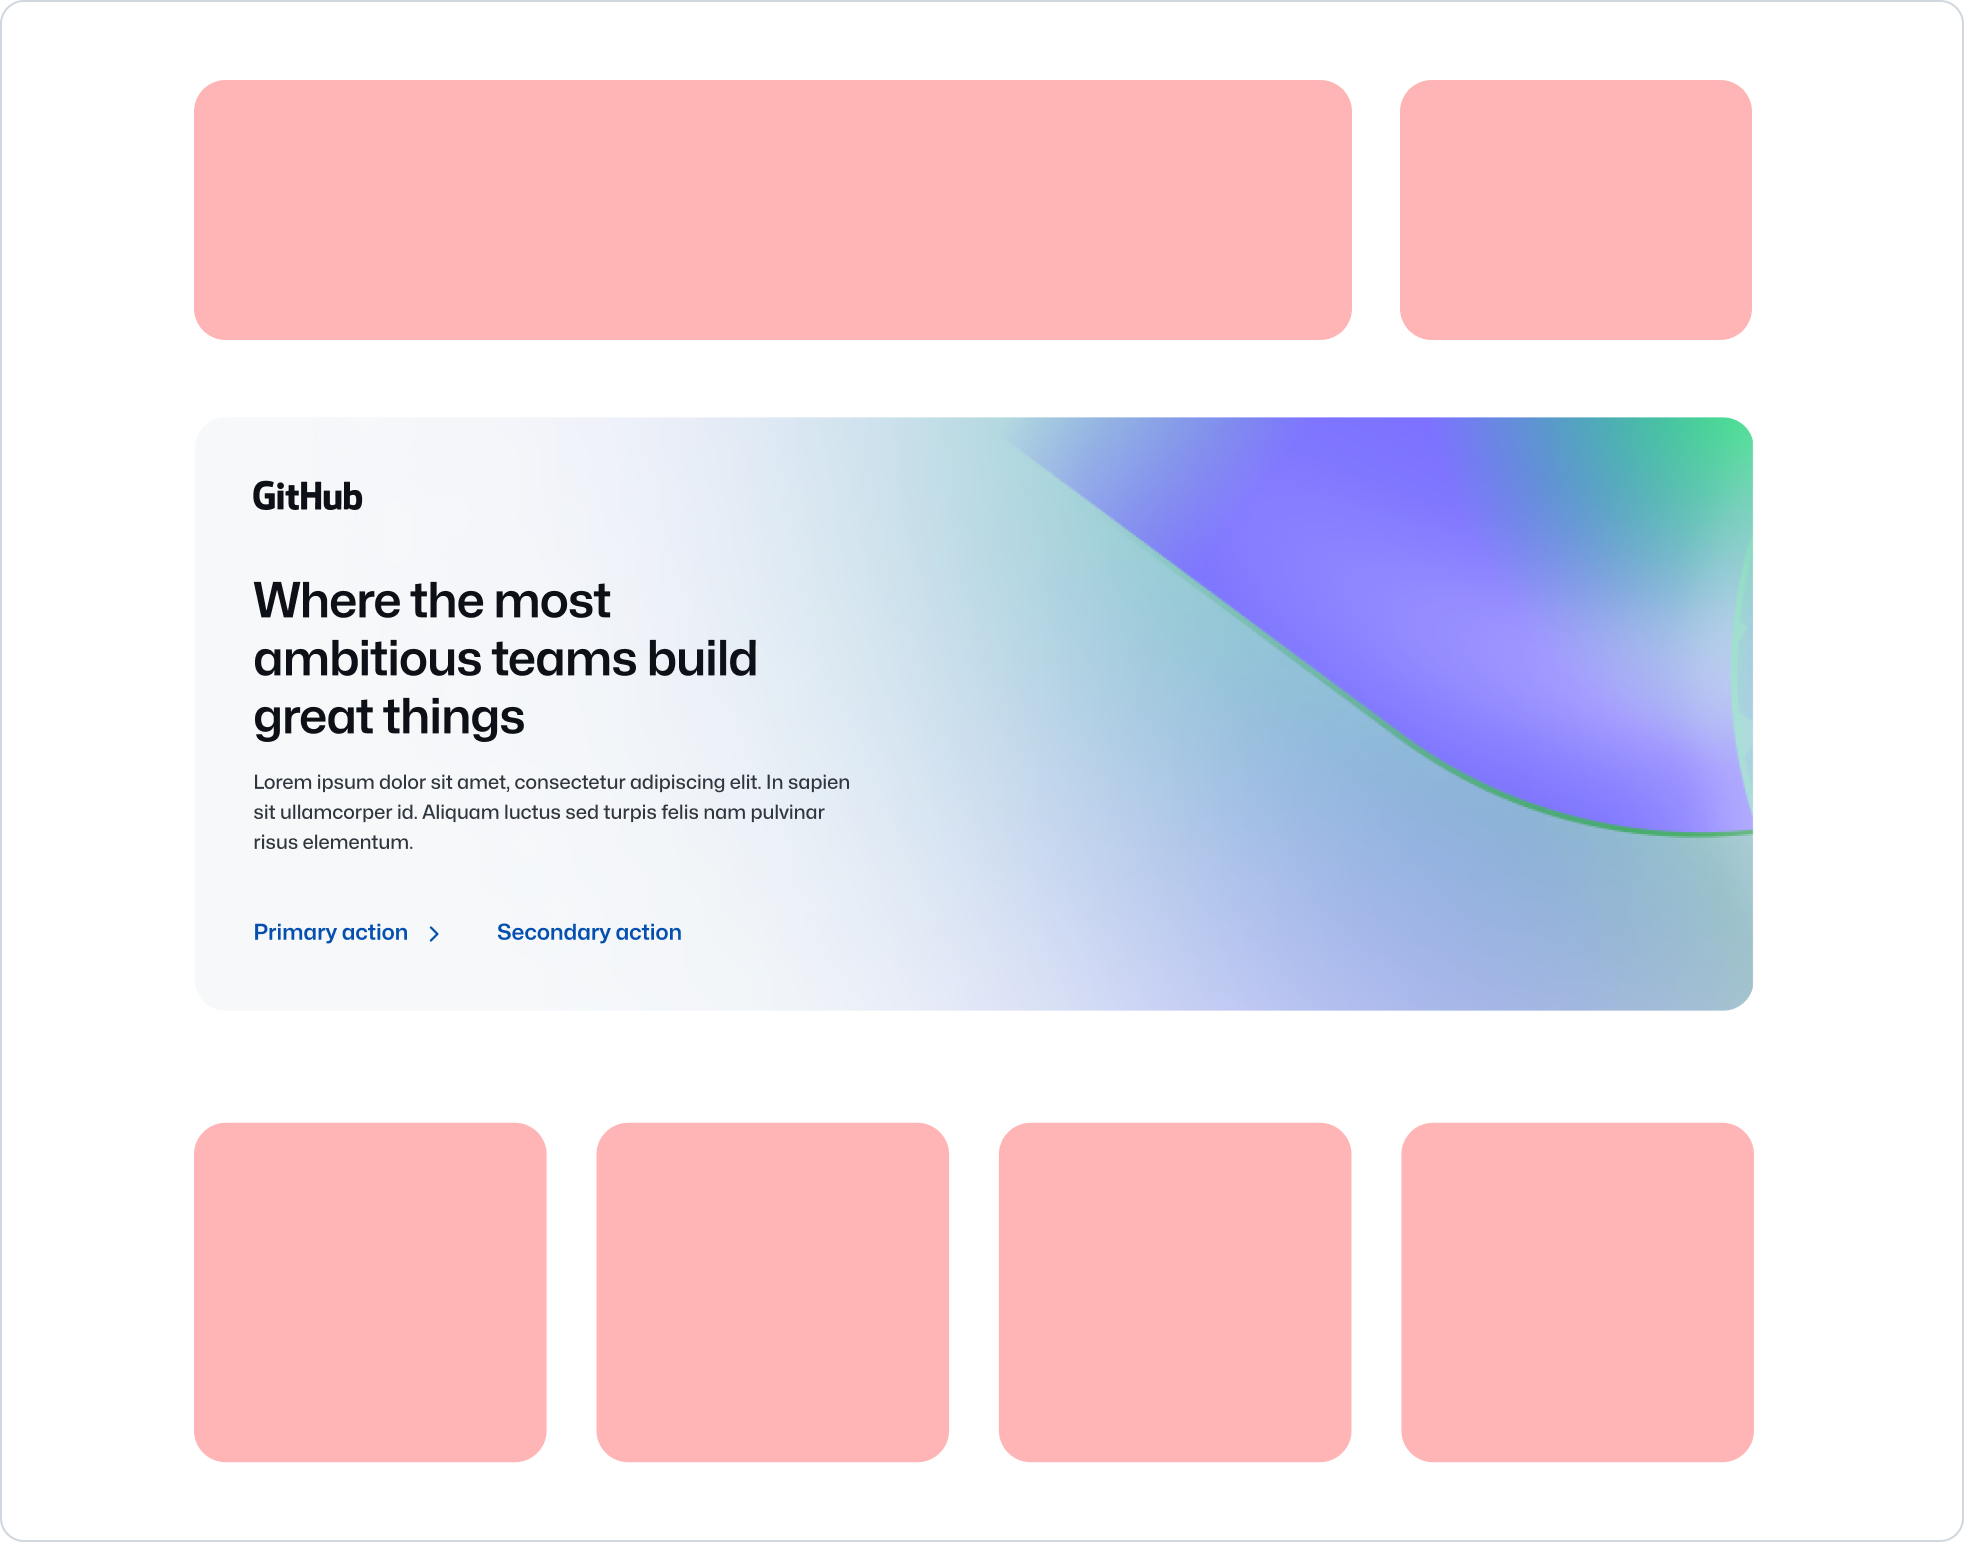 GitHub
Where the most
ambitious teams build
great things
Lorem ipsum dolor sit amet, consectetur adipiscing elit. In sapien
sit ullamcorper id. Aliquam luctus sed turpis felis nam pulvinar
risus elementum.
Primary action Secondary action